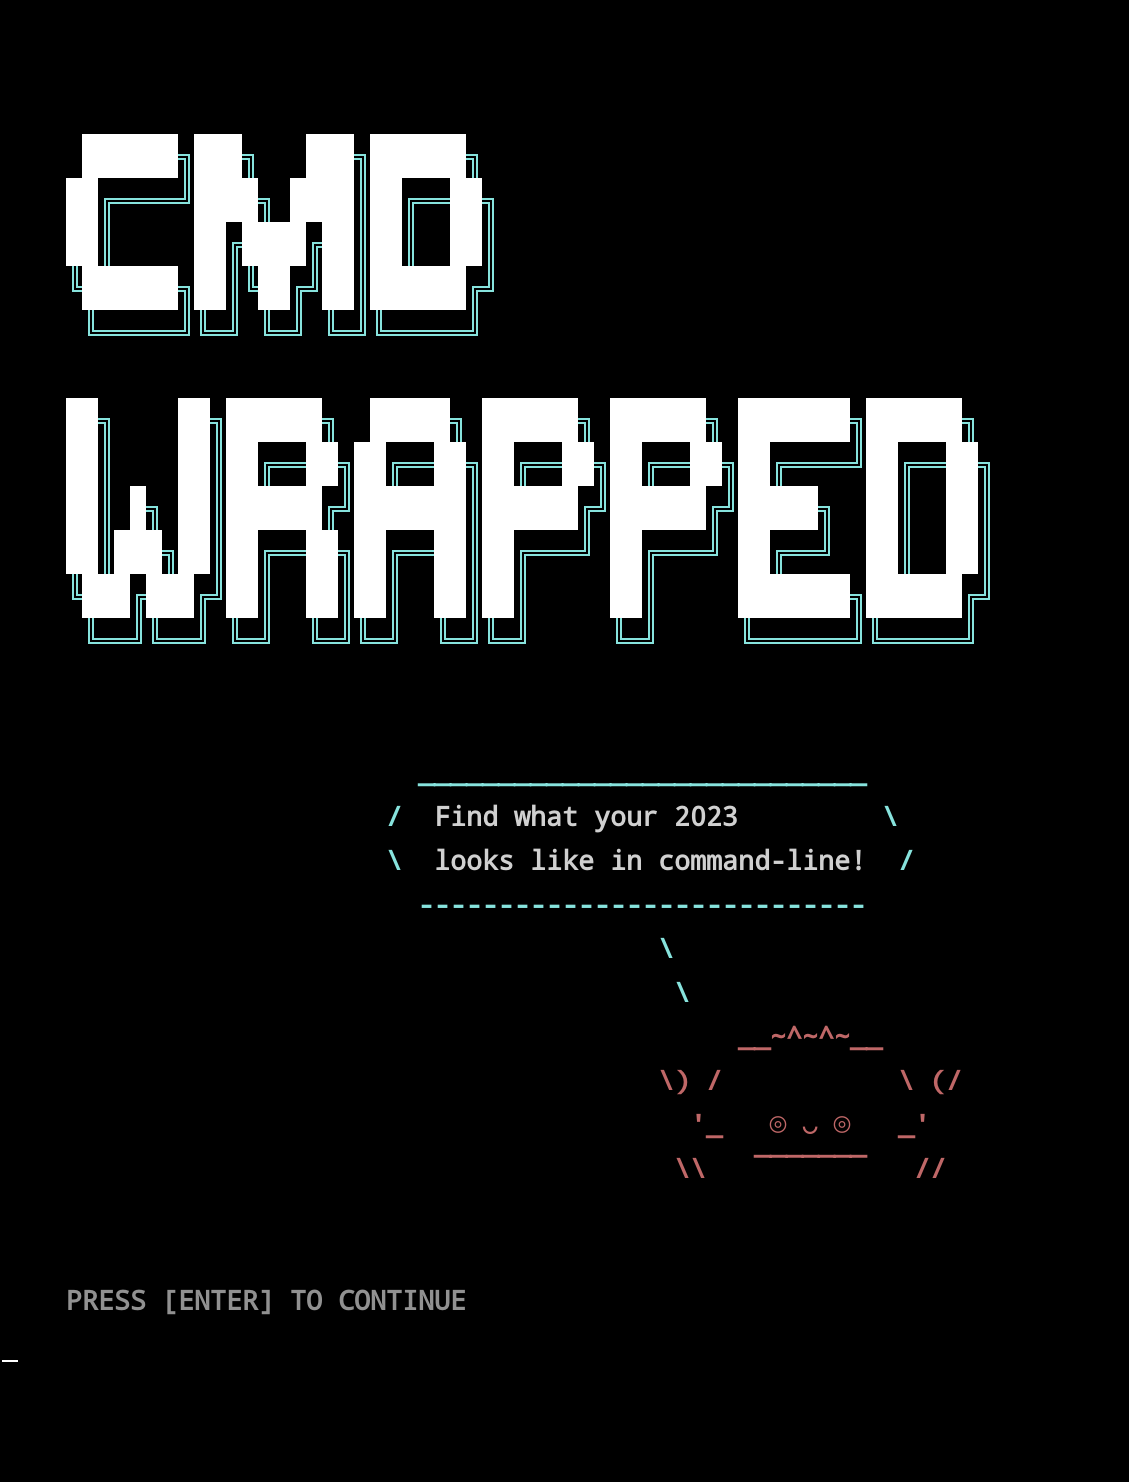 CMD
WRAPPED
Find what your 2023
looks like in command-line!
PRESS [ENTER] TO CONTINUE